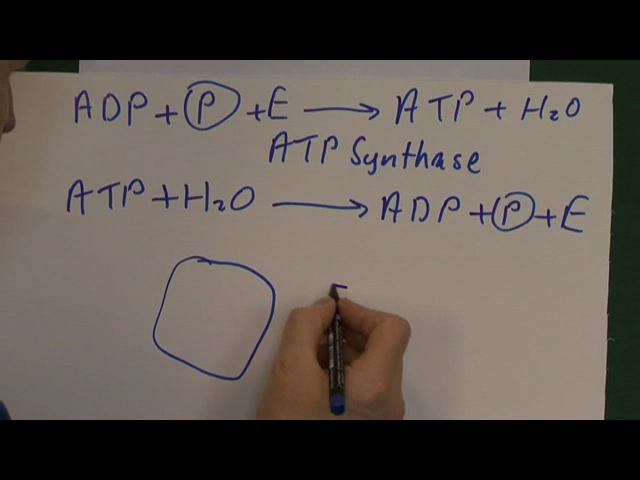 ADP + P + E → ATP + H₂O
ATP Synthase
ATP + H₂O → ADP + P + E